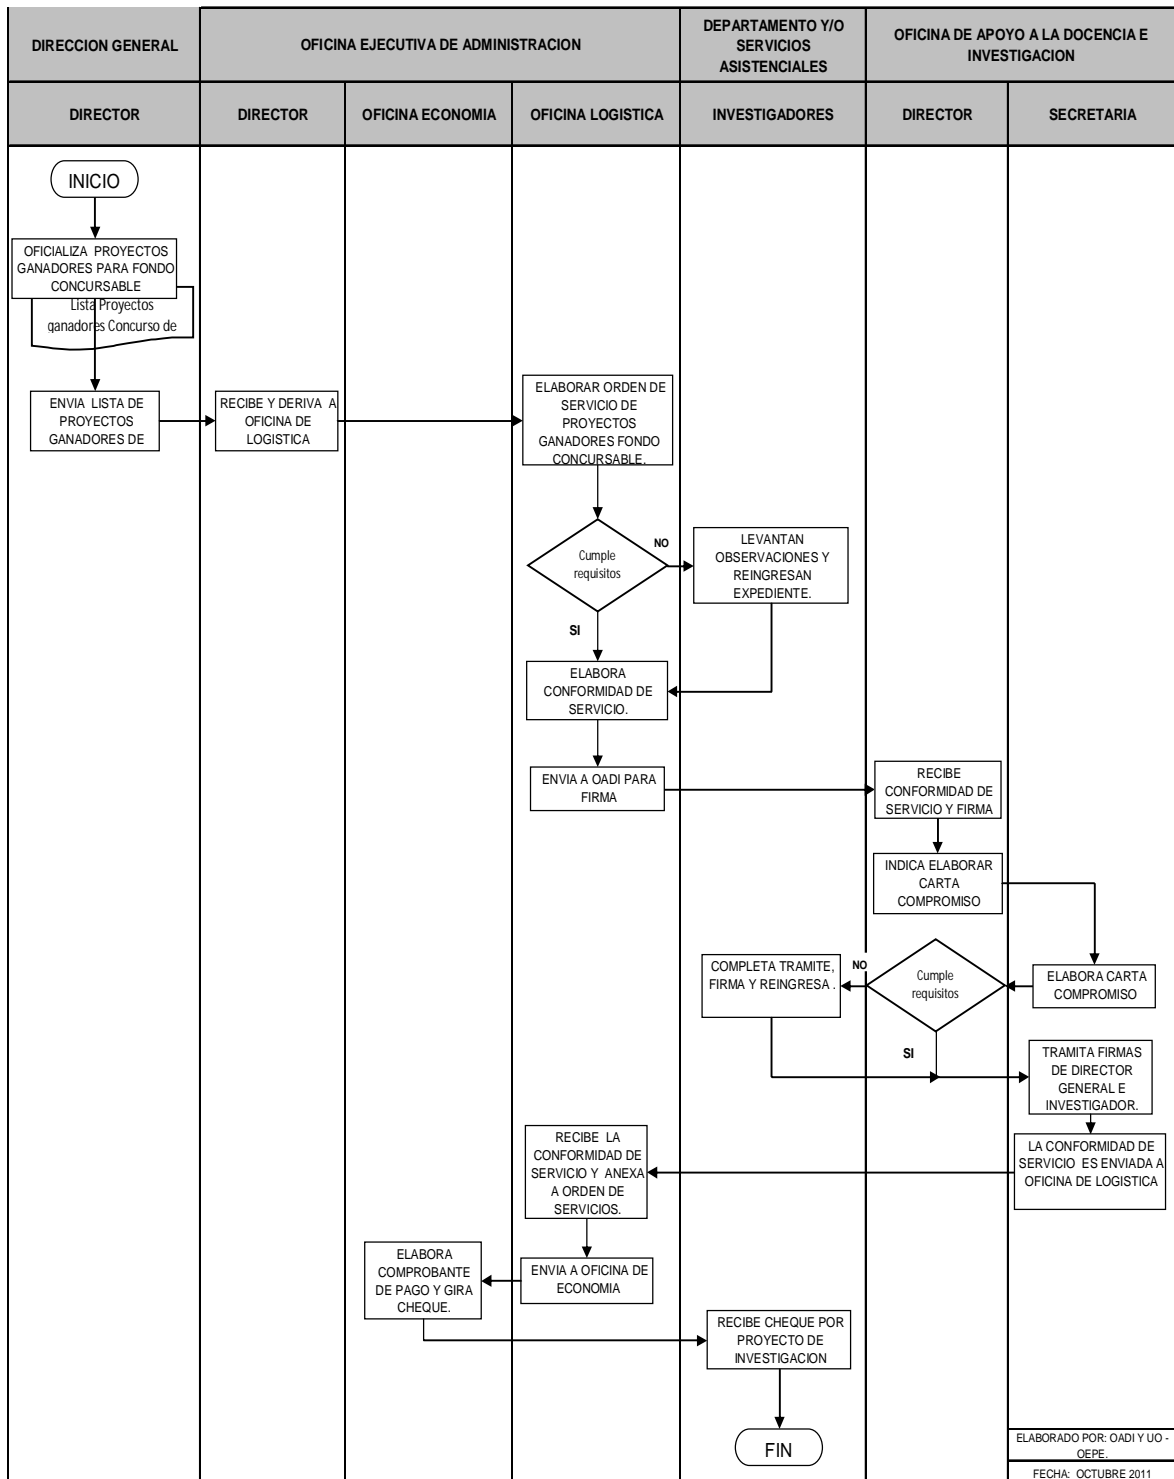 DIRECCION GENERAL
OFICINA EJECUTIVA DE ADMINISTRACION
DEPARTAMENTO Y/O
SERVICIOS
ASISTENCIALES
OFICINA DE APOYO A LA DOCENCIA E
INVESTIGACION
DIRECTOR
DIRECTOR
OFICINA ECONOMIA
OFICINA LOGISTICA
INVESTIGADORES
DIRECTOR
SECRETARIA
INICIO
OFICIALIZA PROYECTOS
GANADORES PARA FONDO
CONCURSABLE
Lista Proyectos
ganadores Concurso de
ENVIA LISTA DE
PROYECTOS
GANADORES DE
RECIBE Y DERIVA A
OFICINA DE
LOGISTICA
ELABORAR ORDEN DE
SERVICIO DE
PROYECTOS
GANADORES FONDO
CONCURSABLE.
Cumple
requisitos
NO
LEVANTAN
OBSERVACIONES Y
REINGRESAN
EXPEDIENTE.
SI
ELABORA
CONFORMIDAD DE
SERVICIO.
ENVIA A OADI PARA
FIRMA
RECIBE
CONFORMIDAD DE
SERVICIO Y FIRMA
INDICA ELABORAR
CARTA
COMPROMISO
ELABORA CARTA
COMPROMISO
Cumple
requisitos
NO
COMPLETA TRAMITE,
FIRMA Y REINGRESA .
SI
TRAMITA FIRMAS
DE DIRECTOR
GENERAL E
INVESTIGADOR.
LA CONFORMIDAD DE
SERVICIO ES ENVIADA A
OFICINA DE LOGISTICA
RECIBE LA
CONFORMIDAD DE
SERVICIO Y ANEXA
A ORDEN DE
SERVICIOS.
ENVIA A OFICINA DE
ECONOMIA
ELABORA
COMPROBANTE
DE PAGO Y GIRA
CHEQUE.
RECIBE CHEQUE POR
PROYECTO DE
INVESTIGACION
FIN
ELABORADO POR: OADI Y UO -
OEPE.
FECHA: OCTUBRE 2011